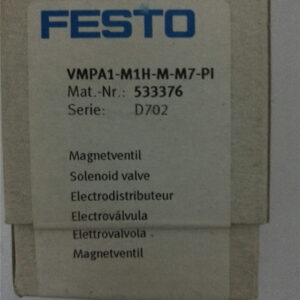 FESTO
VMPA1-M1H-M-M7-PI
Mat.-Nr.: 533376
Serie: D702
Magnetventil
Solenoid valve
Electrodistributeur
Electroválvula
Elettrovalvola
Magnetventil